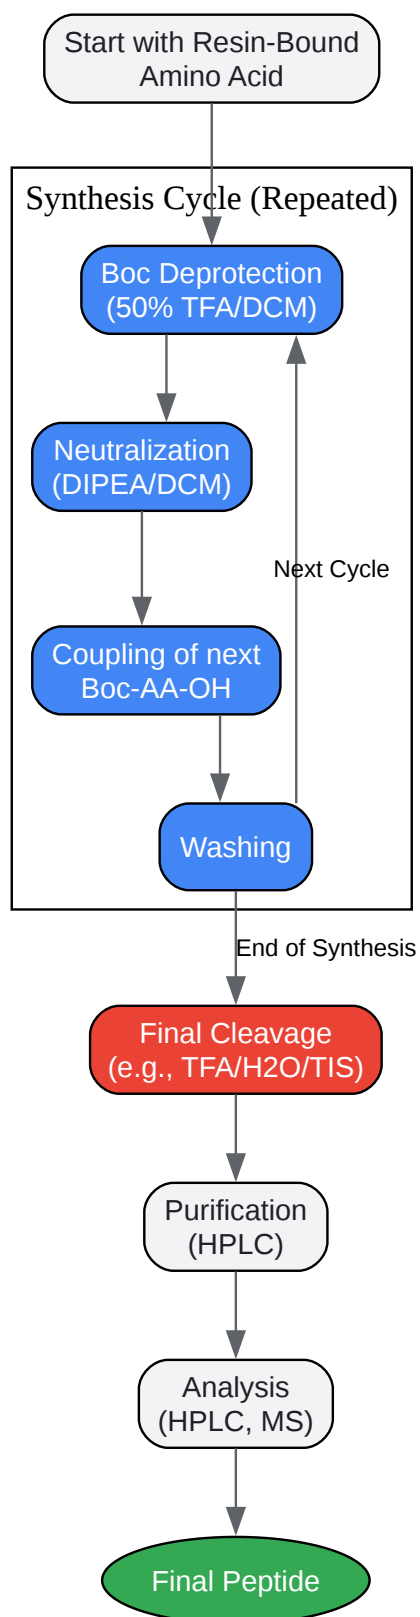 Start with Resin-Bound
Amino Acid
Synthesis Cycle (Repeated)
Boc Deprotection
(50% TFA/DCM)
Neutralization
(DIPEA/DCM)
Next Cycle
Coupling of next
Boc-AA-OH
Washing
End of Synthesis
Final Cleavage
(e.g., TFA/H2O/TIS)
Purification
(HPLC)
Analysis
(HPLC, MS)
Final Peptide